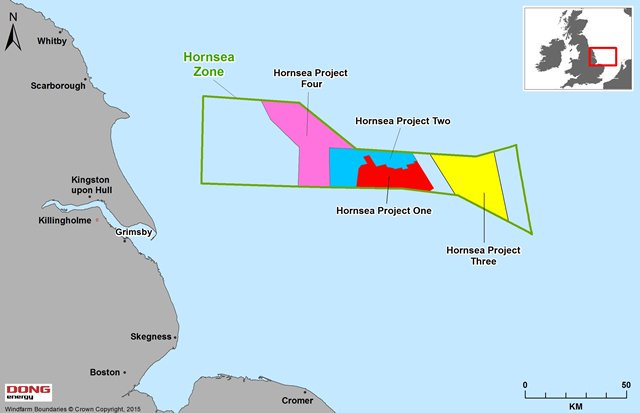 N
Whitby
Scarborough
Hornsea
Zone
Hornsea Project
Four
Hornsea Project Two
Kingston
upon Hull
Killingholme
Grimsby
Hornsea Project One
Hornsea Project
Three
Skegness
Boston
Cromer
0
50
KM
DONG
energy
Windfarm Boundaries © Crown Copyright, 2015